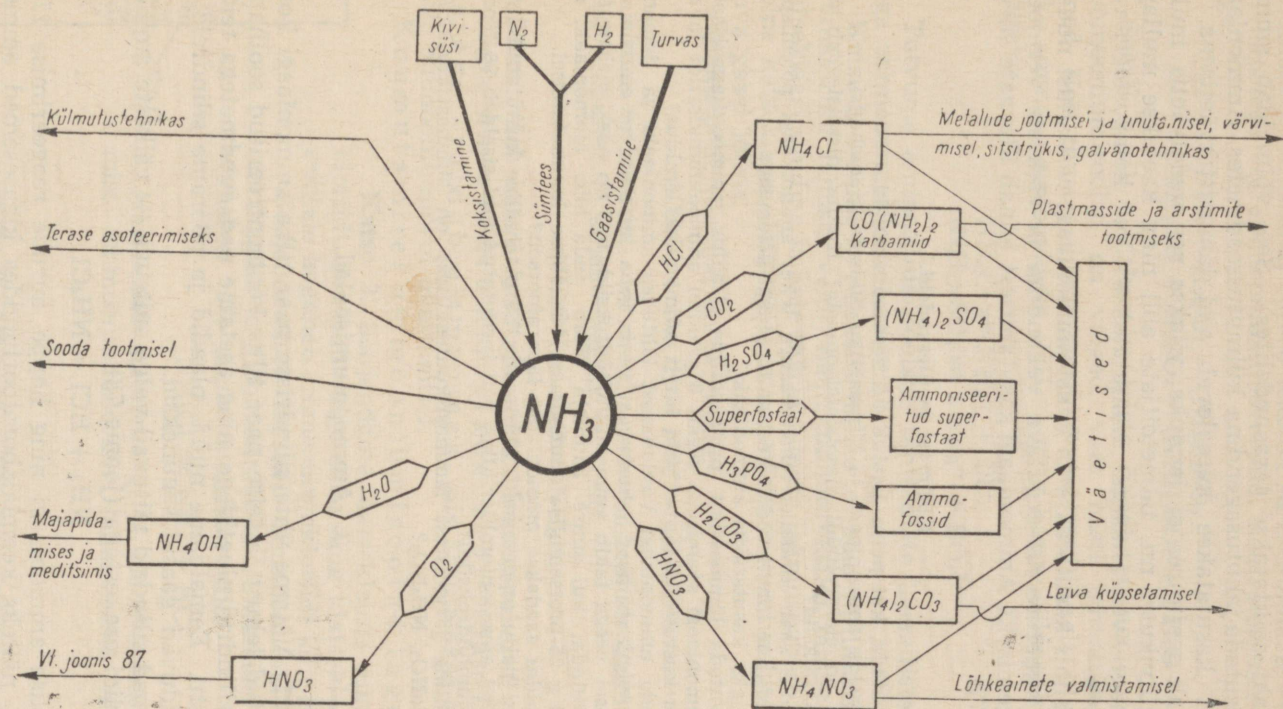 Kivi-
süsi
N₂
H₂
Turvas
Koksistamine
Süntees
Gaasistamine
Külmutustehnikas
Terase asoteerimiseks
Sooda tootmisel
NH₃
HCl
NH₄Cl
Metallide jootmisel ja tinutamisel, värvi-
misel, sitsitrükis, galvanotehnikas
CO₂
CO(NH₂)₂
Karbamiid
Plastmasside ja arstimite
tootmiseks
H₂SO₄
(NH₄)₂SO₄
Superfosfaat
Ammoniseeri-
tud super-
fosfaat
H₃PO₄
Ammo-
fossid
Väetised
H₂CO₃
(NH₄)₂CO₃
Leiva küpsetamisel
HNO₃
NH₄NO₃
Lõhkeainete valmistamisel
H₂O
NH₄OH
Majapida-
mises ja
meditsiinis
O₂
HNO₃
Vt. joonis 87